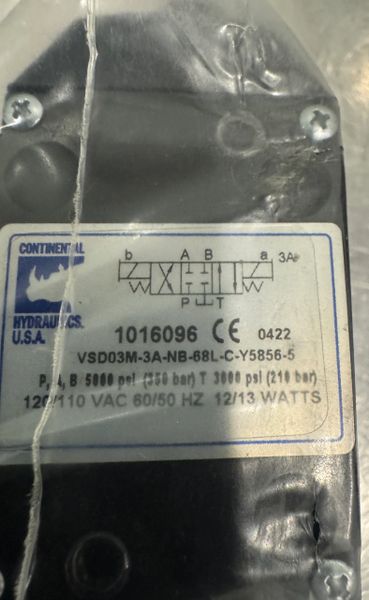 CONTINENTAL
HYDRAULICS.
U.S.A.
b A B a 3A
P T
1016096 CE 0422
VSD03M-3A-NB-68L-C-Y5856-5
P, A, B 5000 psi (350 bar) T 3000 psi (210 bar)
120/110 VAC 60/50 HZ 12/13 WATTS